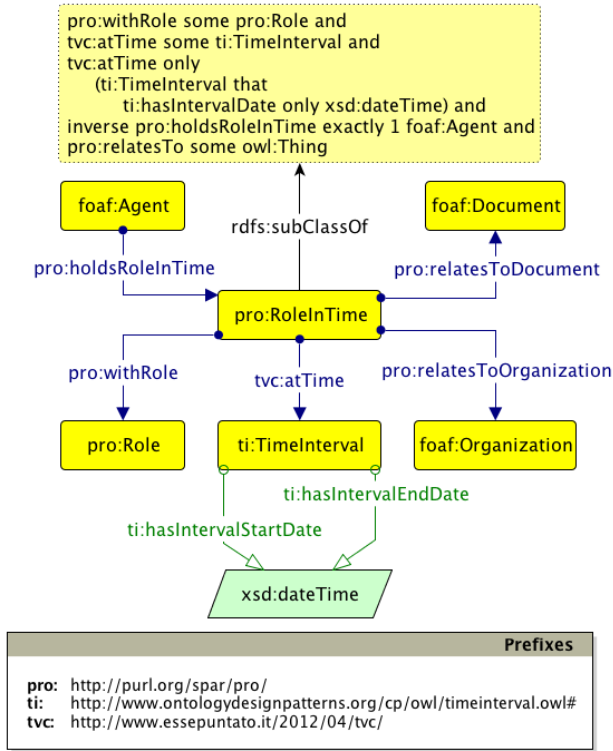 pro:withRole some pro:Role and
tvc:atTime some ti:TimeInterval and
tvc:atTime only
(ti:TimeInterval that
ti:hasIntervalDate only xsd:dateTime) and
inverse pro:holdsRoleInTime exactly 1 foaf:Agent and
pro:relatesTo some owl:Thing
foaf:Agent
rdfs:subClassOf
foaf:Document
pro:holdsRoleInTime
pro:relatesToDocument
pro:RoleInTime
pro:withRole
tvc:atTime
pro:relatesToOrganization
pro:Role
ti:TimeInterval
foaf:Organization
ti:hasIntervalEndDate
ti:hasIntervalStartDate
xsd:dateTime
Prefixes
pro: http://purl.org/spar/pro/
ti: http://www.ontologydesignpatterns.org/cp/owl/timeinterval.owl#
tvc: http://www.essepuntato.it/2012/04/tvc/